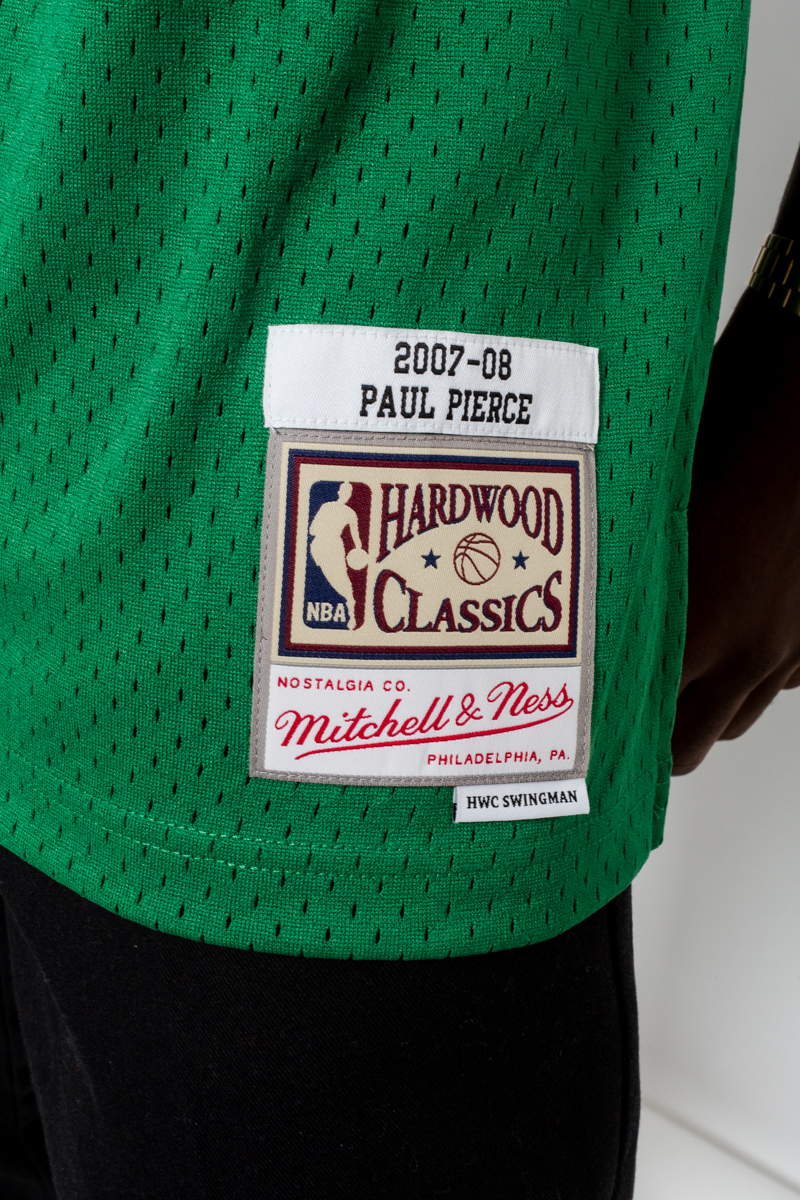 2007-08
PAUL PIERCE
HARDWOOD
CLASSICS
NBA
NOSTALGIA CO.
Mitchell & Ness
PHILADELPHIA, PA.
HWC SWINGMAN